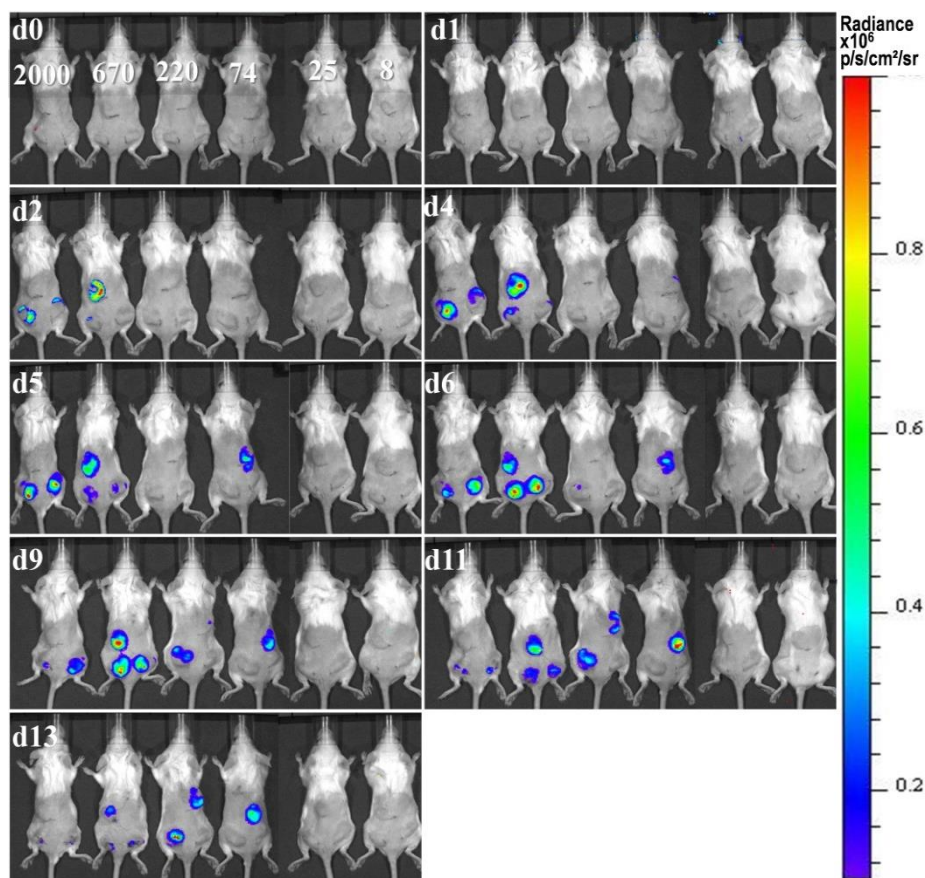 d0
d1
2000 670 220 74 25 8
d2
d4
d5
d6
d9
d11
d13
Radiance
x10⁶
p/s/cm²/sr
0.8
0.6
0.4
0.2